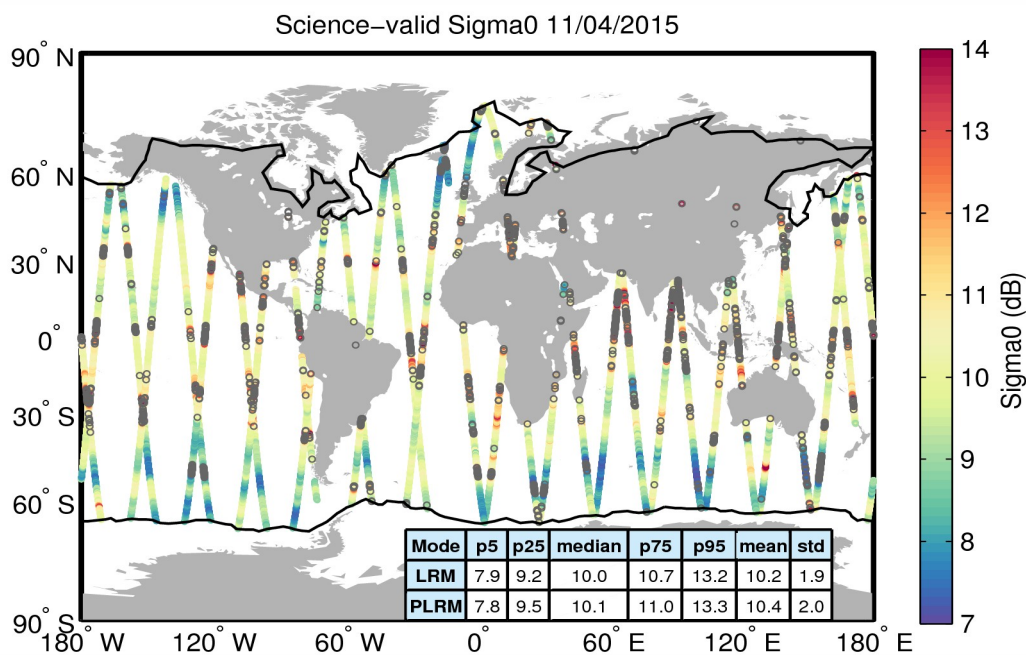 Science−valid Sigma0 11/04/2015
90° N
60° N
30° N
0°
30° S
60° S
90° S
180° W
120° W
60° W
0°
60° E
120° E
180° E
14
13
12
11
10
9
8
7
Sigma0 (dB)
Mode p5 p25 median p75 p95 mean std
LRM 7.9 9.2 10.0 10.7 13.2 10.2 1.9
PLRM 7.8 9.5 10.1 11.0 13.3 10.4 2.0